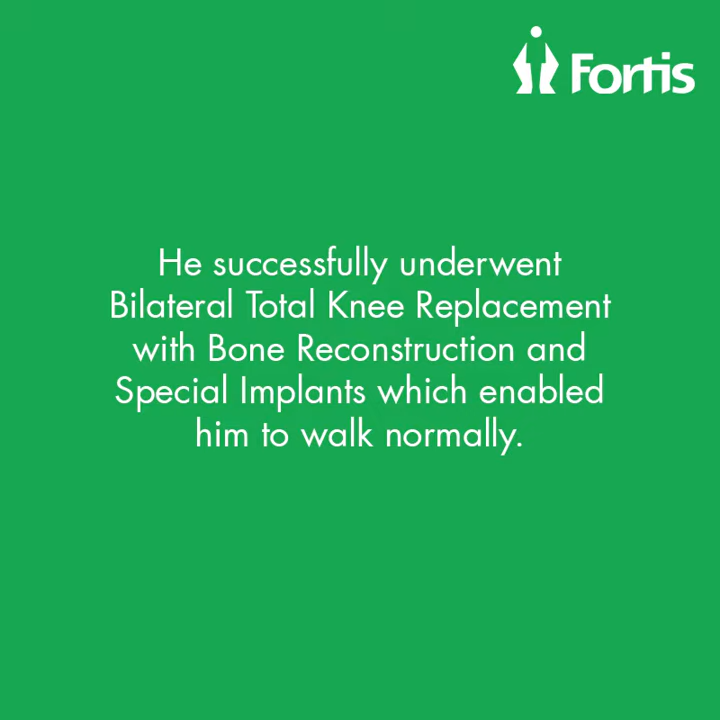 Fortis
He successfully underwent
Bilateral Total Knee Replacement
with Bone Reconstruction and
Special Implants which enabled
him to walk normally.